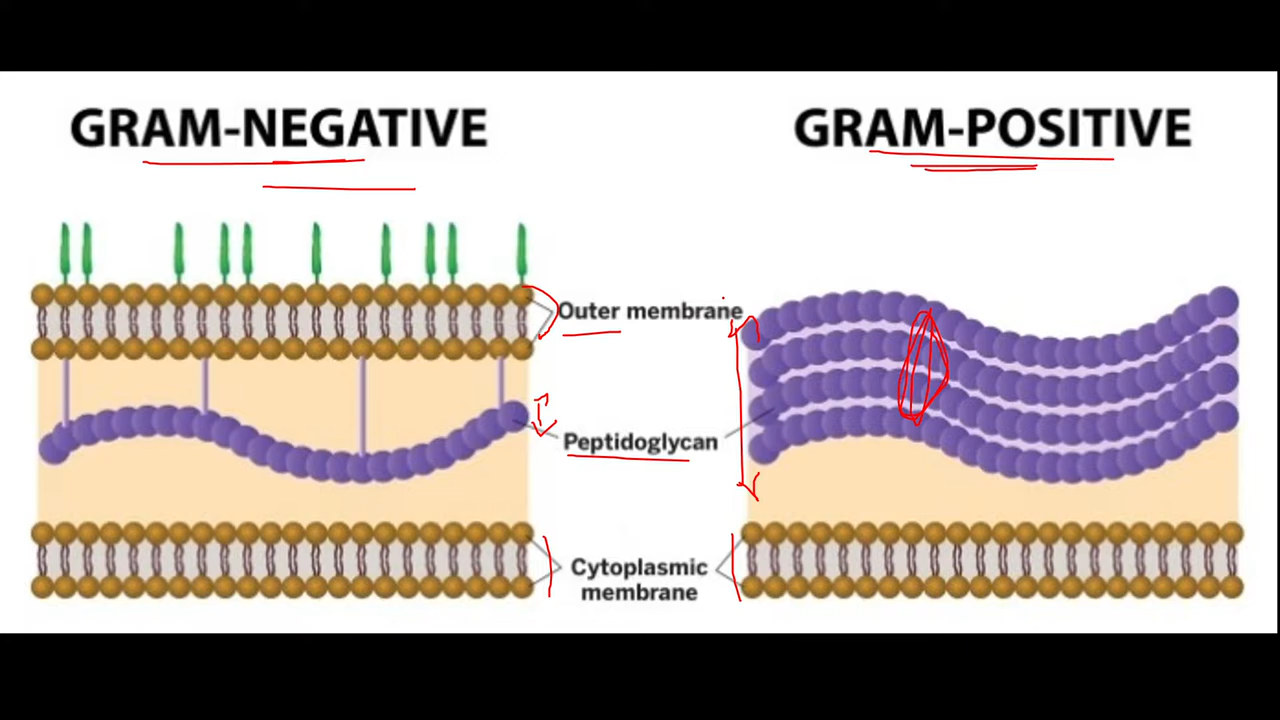 GRAM-NEGATIVE
GRAM-POSITIVE
Outer membrane
Peptidoglycan
Cytoplasmic
membrane